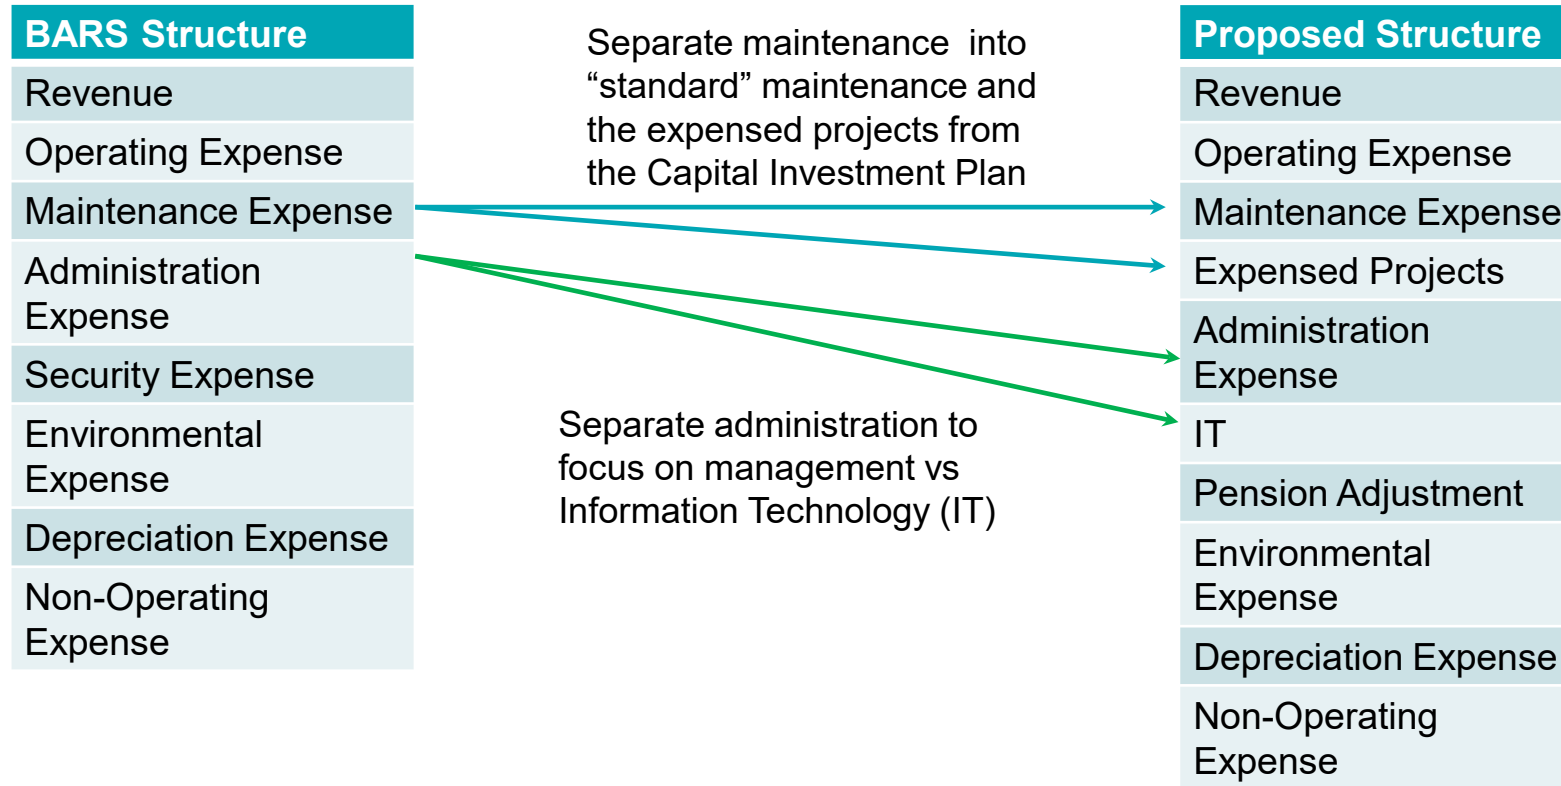 BARS Structure
Revenue
Operating Expense
Maintenance Expense
Administration
Expense
Security Expense
Environmental
Expense
Depreciation Expense
Non-Operating
Expense
Separate maintenance  into
“standard” maintenance and
the expensed projects from
the Capital Investment Plan
Separate administration to
focus on management vs
Information Technology (IT)
Proposed Structure
Revenue
Operating Expense
Maintenance Expense
Expensed Projects
Administration
Expense
IT
Pension Adjustment
Environmental
Expense
Depreciation Expense
Non-Operating
Expense